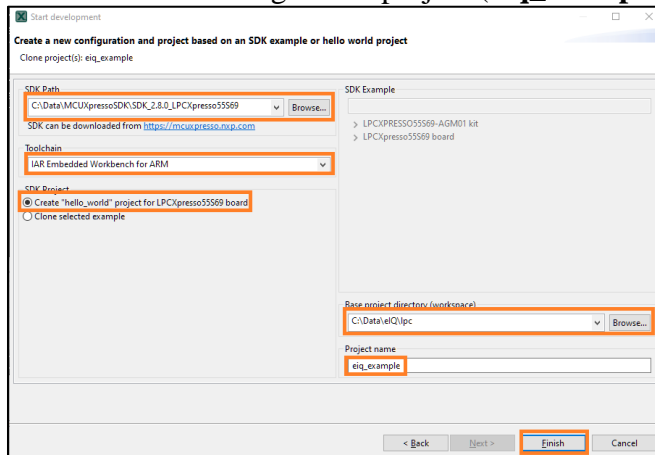 Start development
Create a new configuration and project based on an SDK example or hello world project
Clone project(s): eiq_example
SDK Path
C:\Data\MCUXpressoSDK\SDK_2.8.0_LPCXpresso55S69
Browse...
SDK can be downloaded from https://mcuxpresso.nxp.com
Toolchain
IAR Embedded Workbench for ARM
SDK Project
Create "hello_world" project for LPCXpresso55S69 board
Clone selected example
SDK Example
> LPCXPRESSO55S69-AGM01 kit
> LPCXpresso55S69 board
Base project directory (workspace)
C:\Data\eIQ\lpc
Browse...
Project name
eiq_example
< Back
Next >
Finish
Cancel